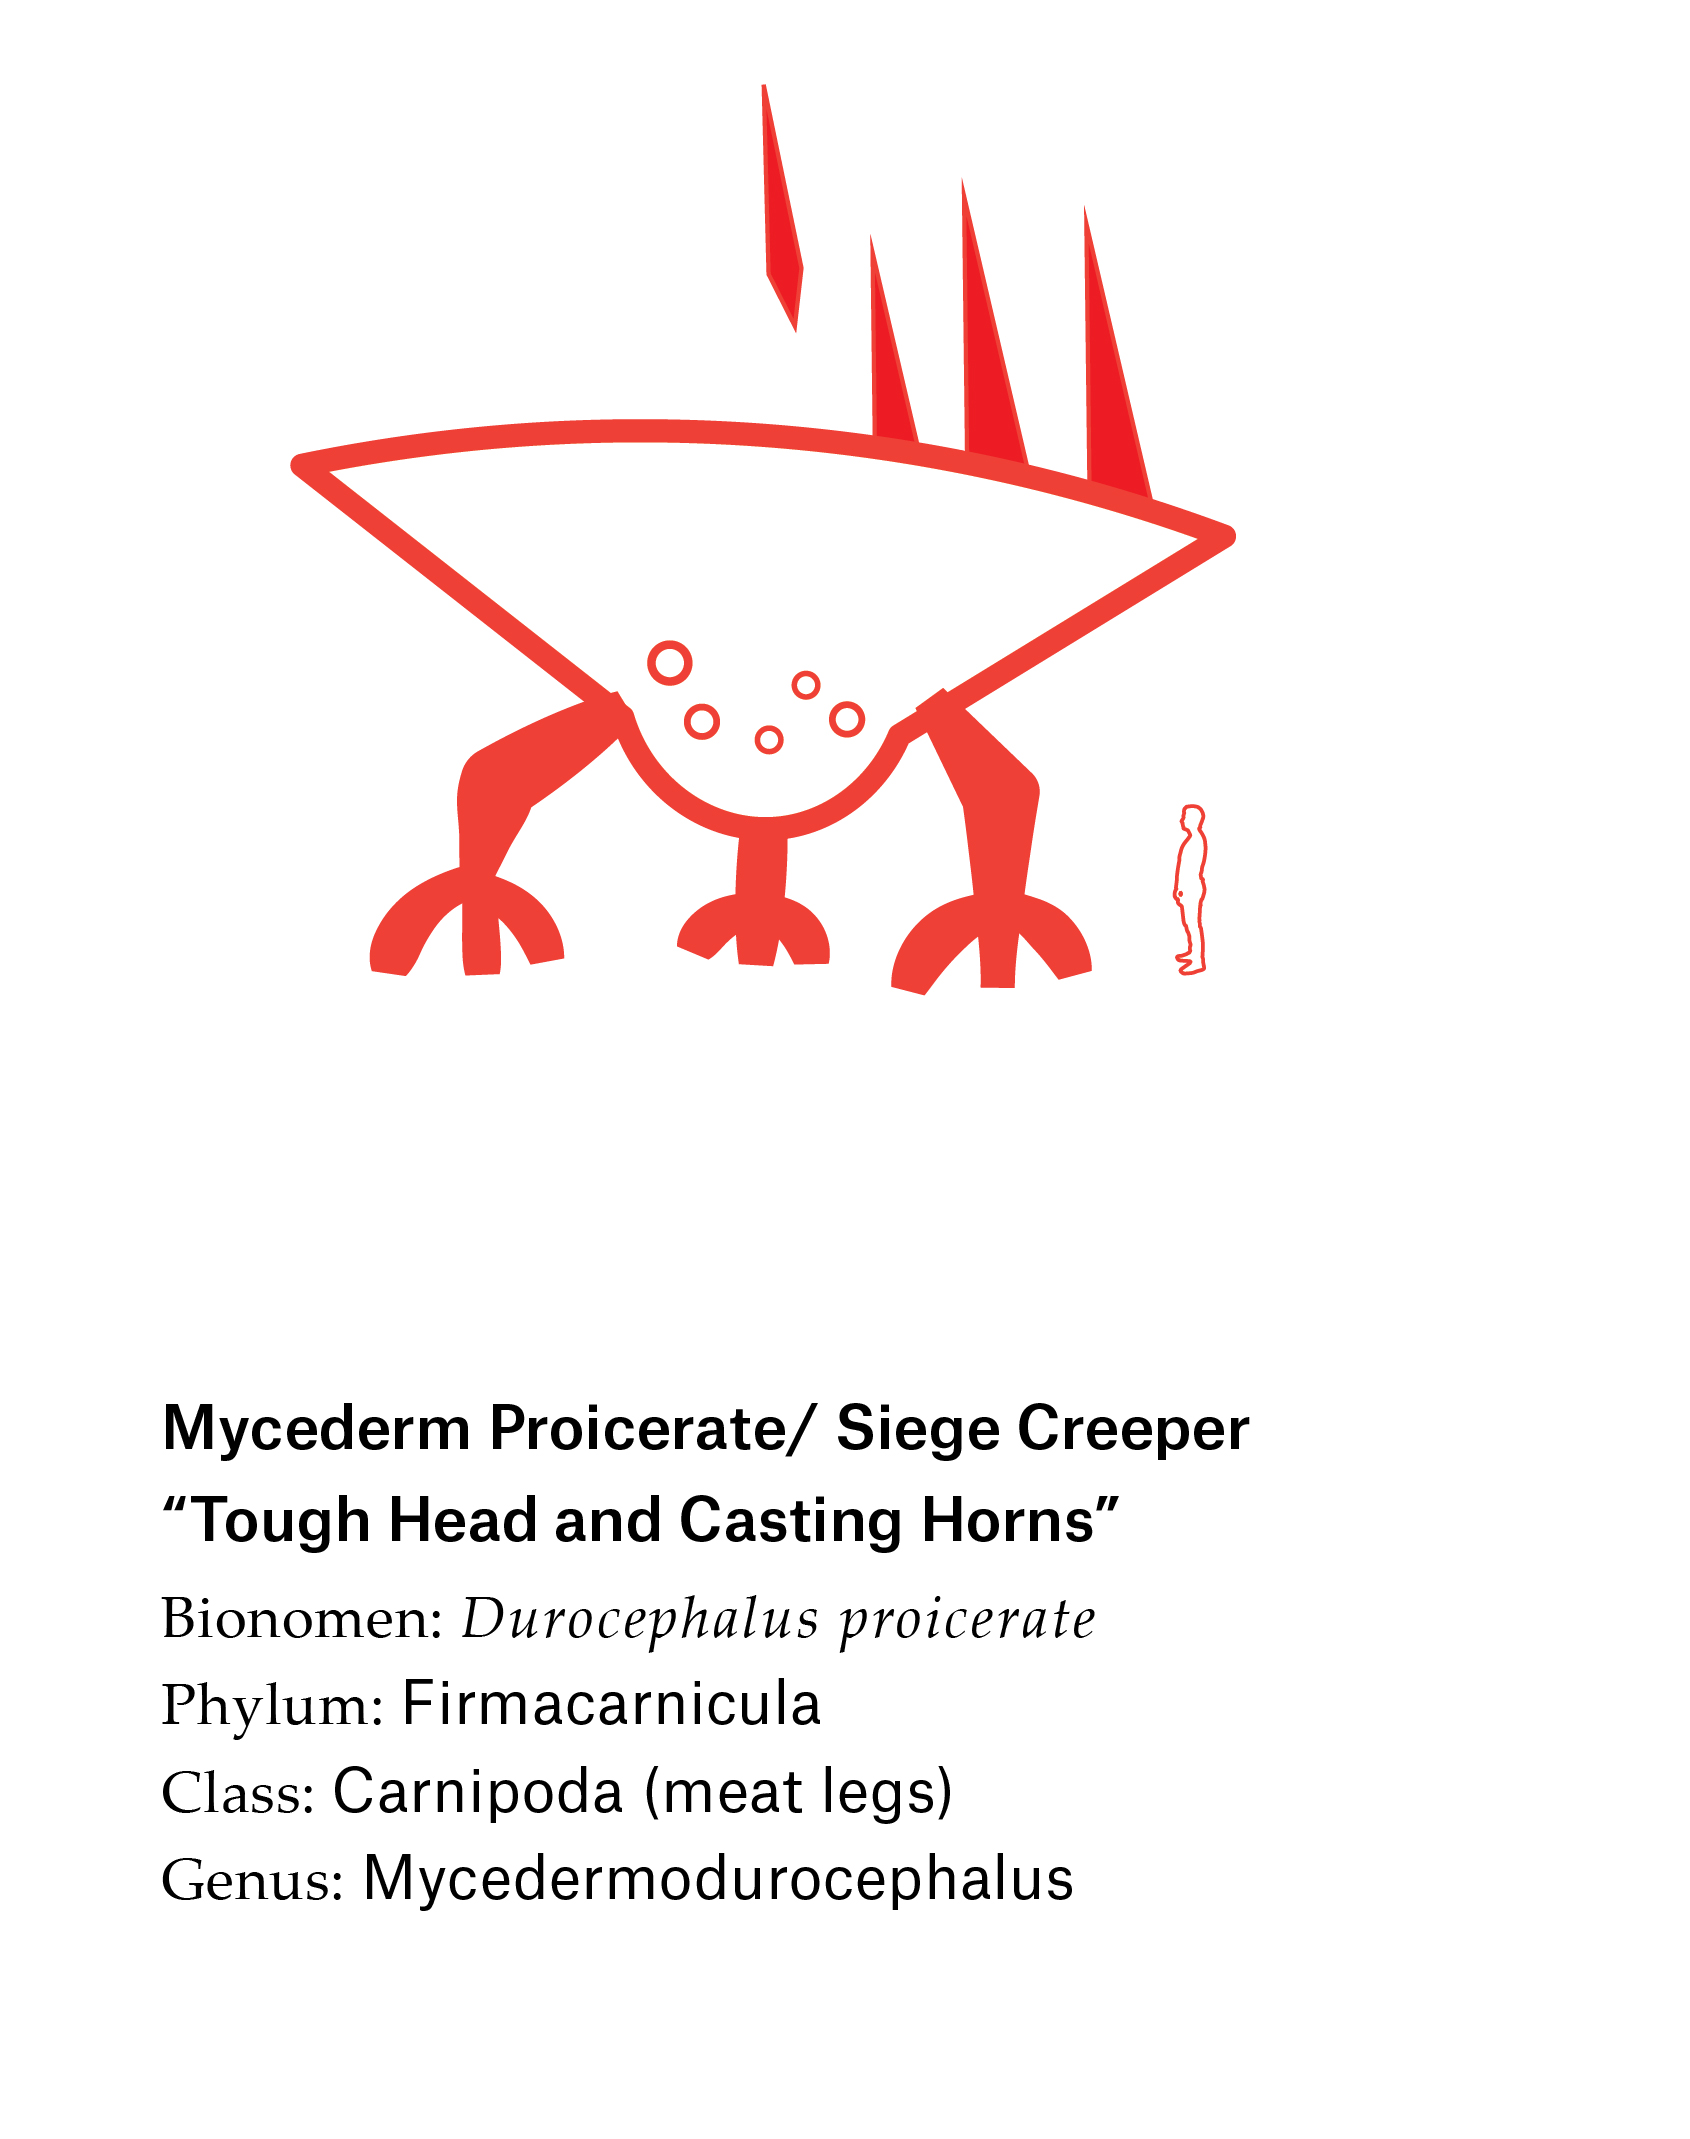 Mycederm Proicerate/ Siege Creeper
“Tough Head and Casting Horns”
Bionomen: Durocephalus proicerate
Phylum: Firmacarnicula
Class: Carnipoda (meat legs)
Genus: Mycedermodurocephalus